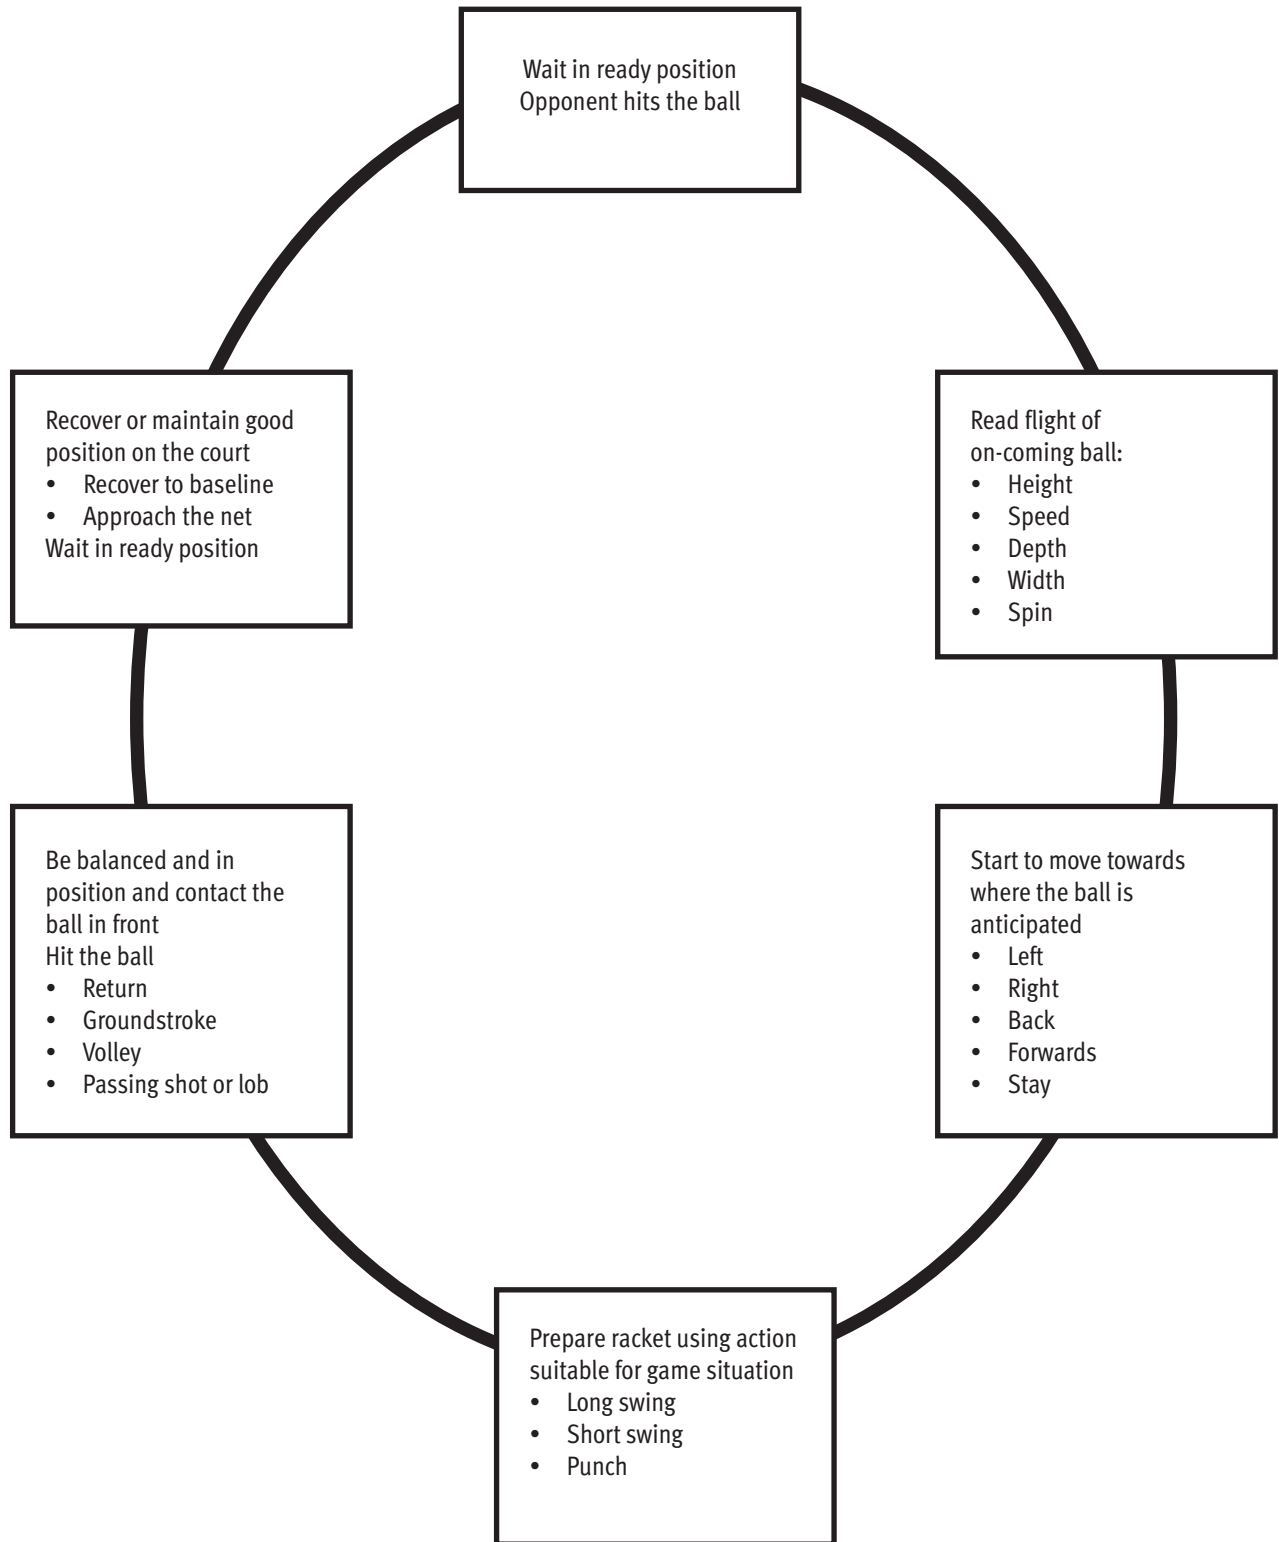 Wait in ready position
Opponent hits the ball
Read flight of
on-coming ball:
• Height
• Speed
• Depth
• Width
• Spin
Start to move towards
where the ball is
anticipated
• Left
• Right
• Back
• Forwards
• Stay
Prepare racket using action
suitable for game situation
• Long swing
• Short swing
• Punch
Be balanced and in
position and contact the
ball in front
Hit the ball
• Return
• Groundstroke
• Volley
• Passing shot or lob
Recover or maintain good
position on the court
• Recover to baseline
• Approach the net
Wait in ready position